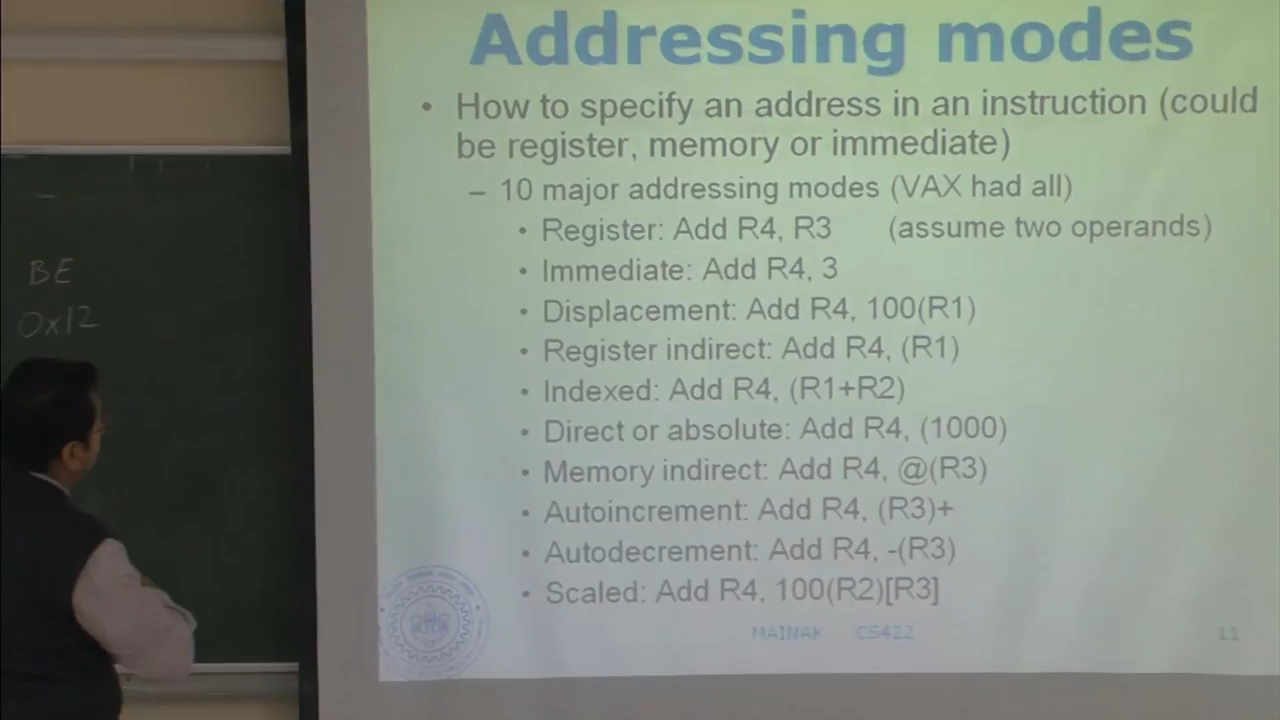 Addressing modes
• How to specify an address in an instruction (could
be register, memory or immediate)
– 10 major addressing modes (VAX had all)
• Register: Add R4, R3 (assume two operands)
• Immediate: Add R4, 3
• Displacement: Add R4, 100(R1)
• Register indirect: Add R4, (R1)
• Indexed: Add R4, (R1+R2)
• Direct or absolute: Add R4, (1000)
• Memory indirect: Add R4, @(R3)
• Autoincrement: Add R4, (R3)+
• Autodecrement: Add R4, -(R3)
• Scaled: Add R4, 100(R2)[R3]
MAINAK CS422
11
BE
0x12